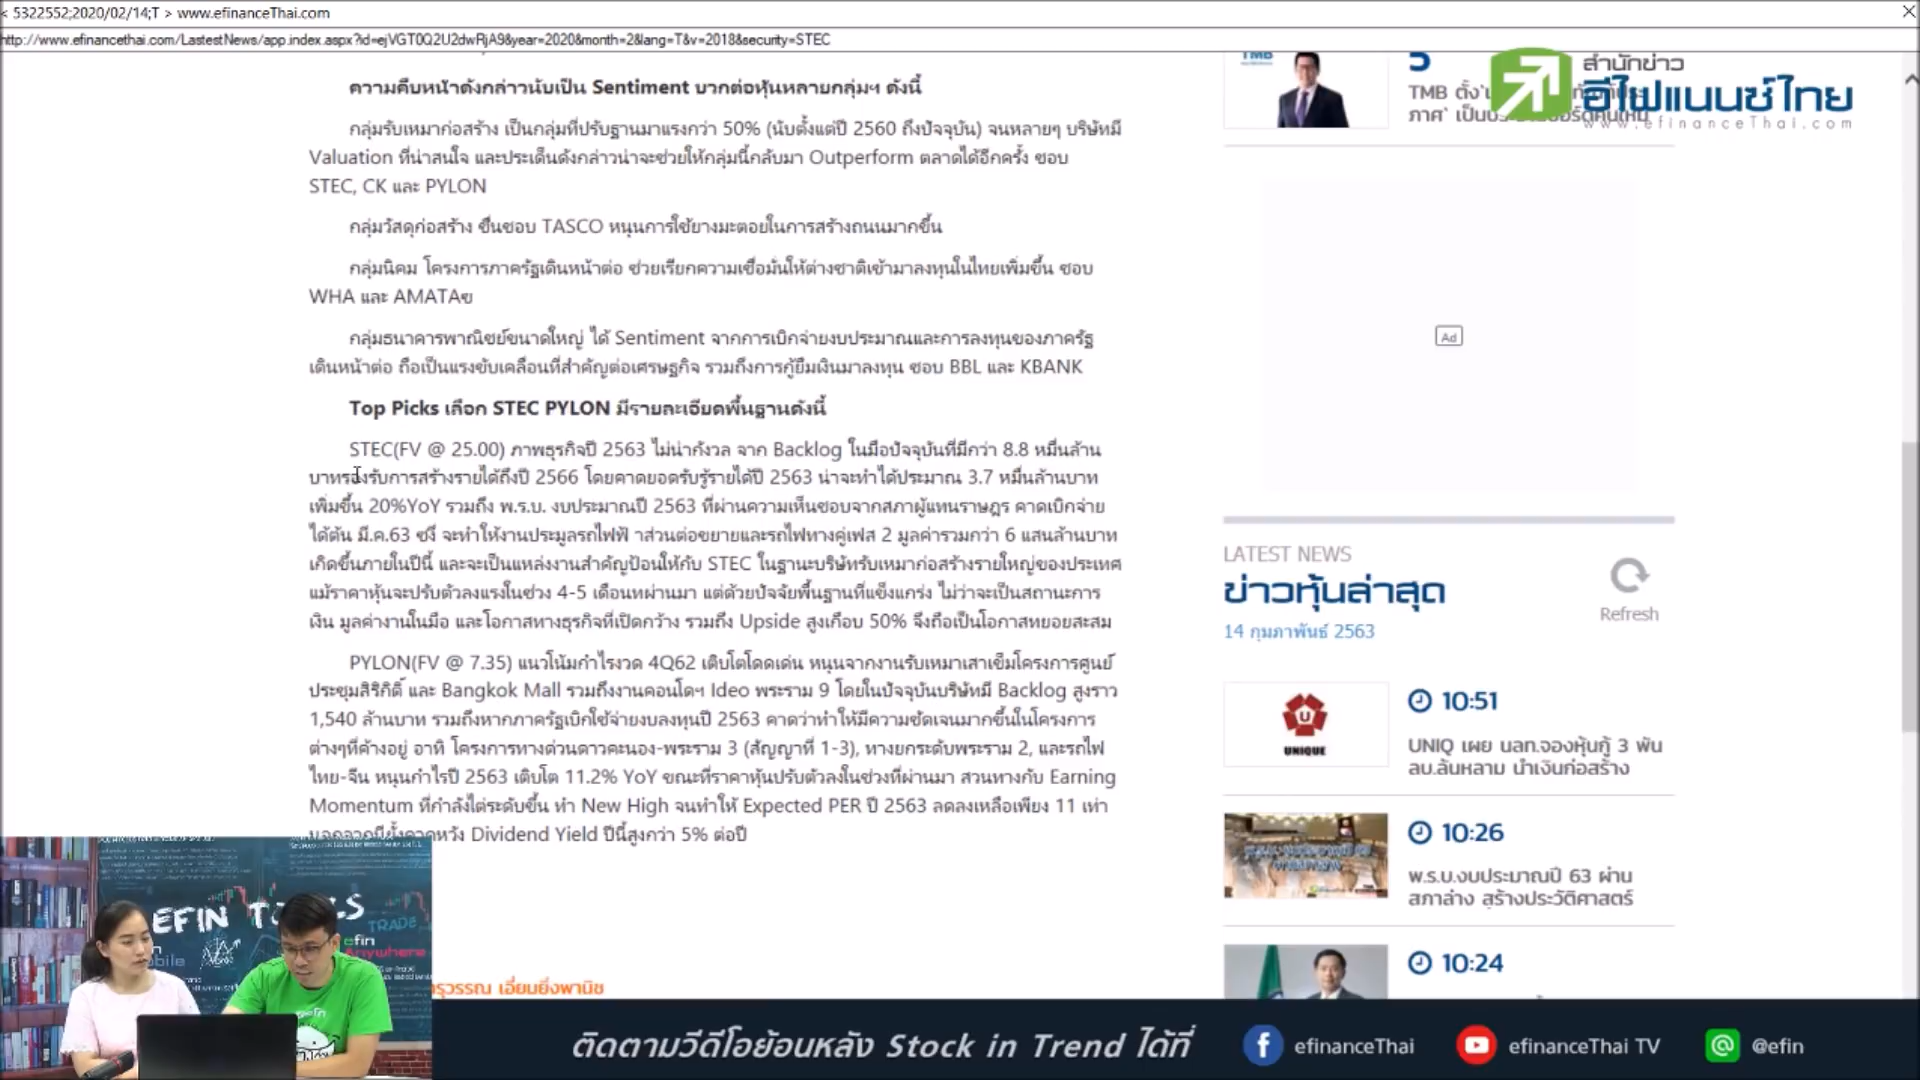 < 5322552;2020/02/14;T > www.efinanceThai.com
http://www.efinancethai.com/LastestNews/app.index.aspx?id=ejVGT0Q2U2dwRjA9&year=2020&month=2&lang=T&v=2018&security=STEC
ความคืบหน้าดังกล่าวนับเป็น Sentiment บวกต่อหุ้นหลายกลุ่มฯ ดังนี้
กลุ่มรับเหมาก่อสร้าง เป็นกลุ่มที่ปรับฐานมาแรงกว่า 50% (นับตั้งแต่ปี 2560 ถึงปัจจุบัน) จนหลายๆ บริษัทมี
Valuation ที่น่าสนใจ และประเด็นดังกล่าวน่าจะช่วยให้กลุ่มนี้กลับมา Outperform ตลาดได้อีกครั้ง ชอบ
STEC, CK และ PYLON
กลุ่มวัสดุก่อสร้าง ชื่นชอบ TASCO หนุนการใช้ยางมะตอยในการสร้างถนนมากขึ้น
กลุ่มนิคม โครงการภาครัฐเดินหน้าต่อ ช่วยเรียกความเชื่อมั่นให้ต่างชาติเข้ามาลงทุนในไทยเพิ่มขึ้น ชอบ
WHA และ AMATAฃ
กลุ่มธนาคารพาณิชย์ขนาดใหญ่ ได้ Sentiment จากการเบิกจ่ายงบประมาณและการลงทุนของภาครัฐ
เดินหน้าต่อ ถือเป็นแรงขับเคลื่อนที่สำคัญต่อเศรษฐกิจ รวมถึงการกู้ยืมเงินมาลงทุน ชอบ BBL และ KBANK
Top Picks เลือก STEC PYLON มีรายละเอียดพื้นฐานดังนี้
STEC(FV @ 25.00) ภาพธุรกิจปี 2563 ไม่น่ากังวล จาก Backlog ในมือปัจจุบันที่มีกว่า 8.8 หมื่นล้าน
บาทรองรับการสร้างรายได้ถึงปี 2566 โดยคาดยอดรับรู้รายได้ปี 2563 น่าจะทำได้ประมาณ 3.7 หมื่นล้านบาท
เพิ่มขึ้น 20%YoY รวมถึง พ.ร.บ. งบประมาณปี 2563 ที่ผ่านความเห็นชอบจากสภาผู้แทนราษฎร คาดเบิกจ่าย
ได้ต้น มี.ค.63 ซงึ่ จะทำให้งานประมูลรถไฟฟ้ าส่วนต่อขยายและรถไฟทางคู่เฟส 2 มูลค่ารวมกว่า 6 แสนล้านบาท
เกิดขึ้นภายในปีนี้ และจะเป็นแหล่งงานสำคัญป้อนให้กับ STEC ในฐานะบริษัทรับเหมาก่อสร้างรายใหญ่ของประเทศ
แม้ราคาหุ้นจะปรับตัวลงแรงในช่วง 4-5 เดือนทผ่านมา แต่ด้วยปัจจัยพื้นฐานที่แข็งแกร่ง ไม่ว่าจะเป็นสถานะการ
เงิน มูลค่างานในมือ และโอกาสทางธุรกิจที่เปิดกว้าง รวมถึง Upside สูงเกือบ 50% จึงถือเป็นโอกาสทยอยสะสม
PYLON(FV @ 7.35) แนวโน้มกำไรงวด 4Q62 เติบโตโดดเด่น หนุนจากงานรับเหมาเสาเข็มโครงการศูนย์
ประชุมสิริกิติ์ และ Bangkok Mall รวมถึงงานคอนโดฯ Ideo พระราม 9 โดยในปัจจุบันบริษัทมี Backlog สูงราว
1,540 ล้านบาท รวมถึงหากภาครัฐเบิกใช้จ่ายงบลงทุนปี 2563 คาดว่าทำให้มีความชัดเจนมากขึ้นในโครงการ
ต่างๆที่ค้างอยู่ อาทิ โครงการทางด่วนดาวคะนอง-พระราม 3 (สัญญาที่ 1-3), ทางยกระดับพระราม 2, และรถไฟ
ไทย-จีน หนุนกำไรปี 2563 เติบโต 11.2% YoY ขณะที่ราคาหุ้นปรับตัวลงในช่วงที่ผ่านมา สวนทางกับ Earning
Momentum ที่กำลังไต่ระดับขึ้น ทำ New High จนทำให้ Expected PER ปี 2563 ลดลงเหลือเพียง 11 เท่า
นอกจากนี้ยังคาดหวัง Dividend Yield ปีนี้สูงกว่า 5% ต่อปี
รุวรรณ เอี่ยมยิ่งพานิช
TMB
5
TMB ตั้ง
ภาศ` เป็นป
สำนักข่าว
อีไฟแนนซ์ไทย
www.efinanceThai.com
Ad
LATEST NEWS
ข่าวหุ้นล่าสุด
14 กุมภาพันธ์ 2563
Refresh
UNIQUE
10:51
UNIQ เผย นลท.จองหุ้นกู้ 3 พัน
ลบ.ล้นหลาม นำเงินก่อสร้าง
10:26
พ.ร.บ.งบประมาณปี 63 ผ่าน
สภาล่าง สร้างประวัติศาสตร์
10:24
EFIN
TRADE
efin
Anywhere
ติดตามวีดีโอย้อนหลัง Stock in Trend ได้ที่
efinanceThai
efinanceThai TV
@efin